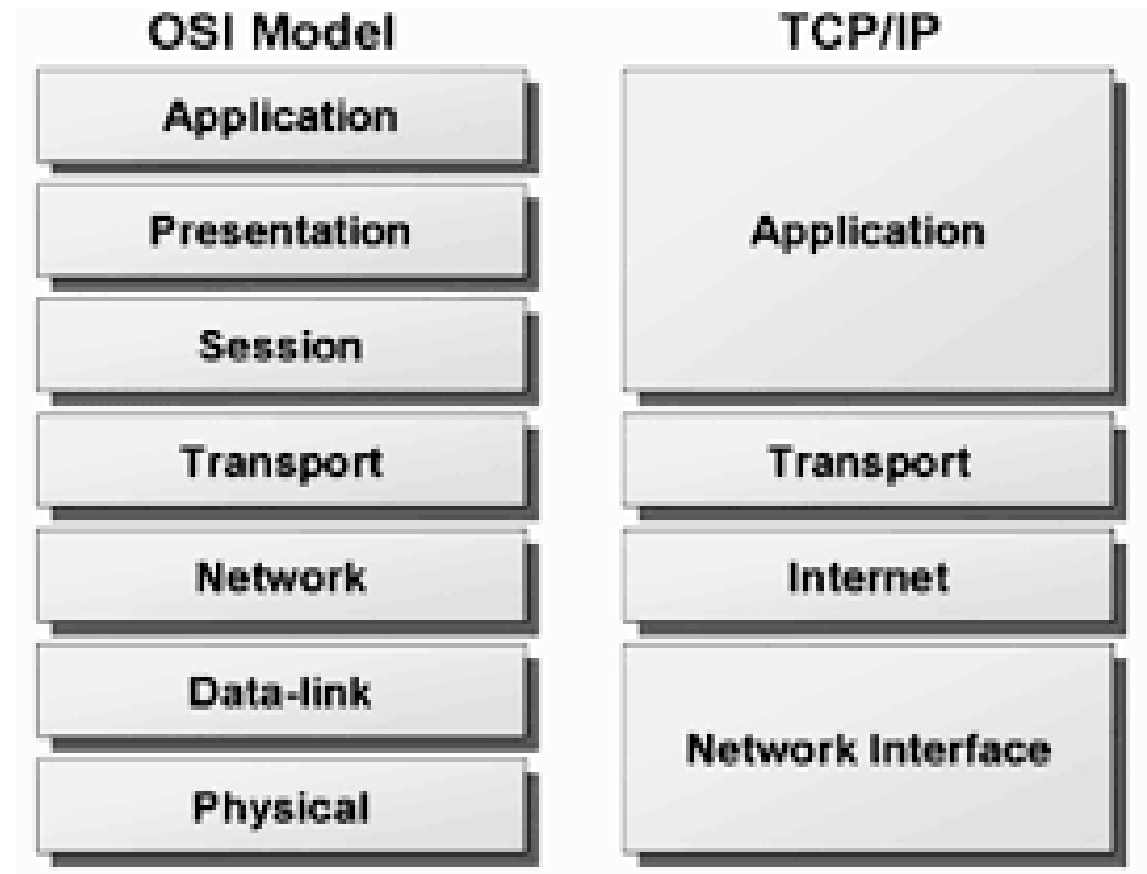 OSI Model
Application
Presentation
Session
Transport
Network
Data-link
Physical
TCP/IP
Application
Transport
Internet
Network Interface